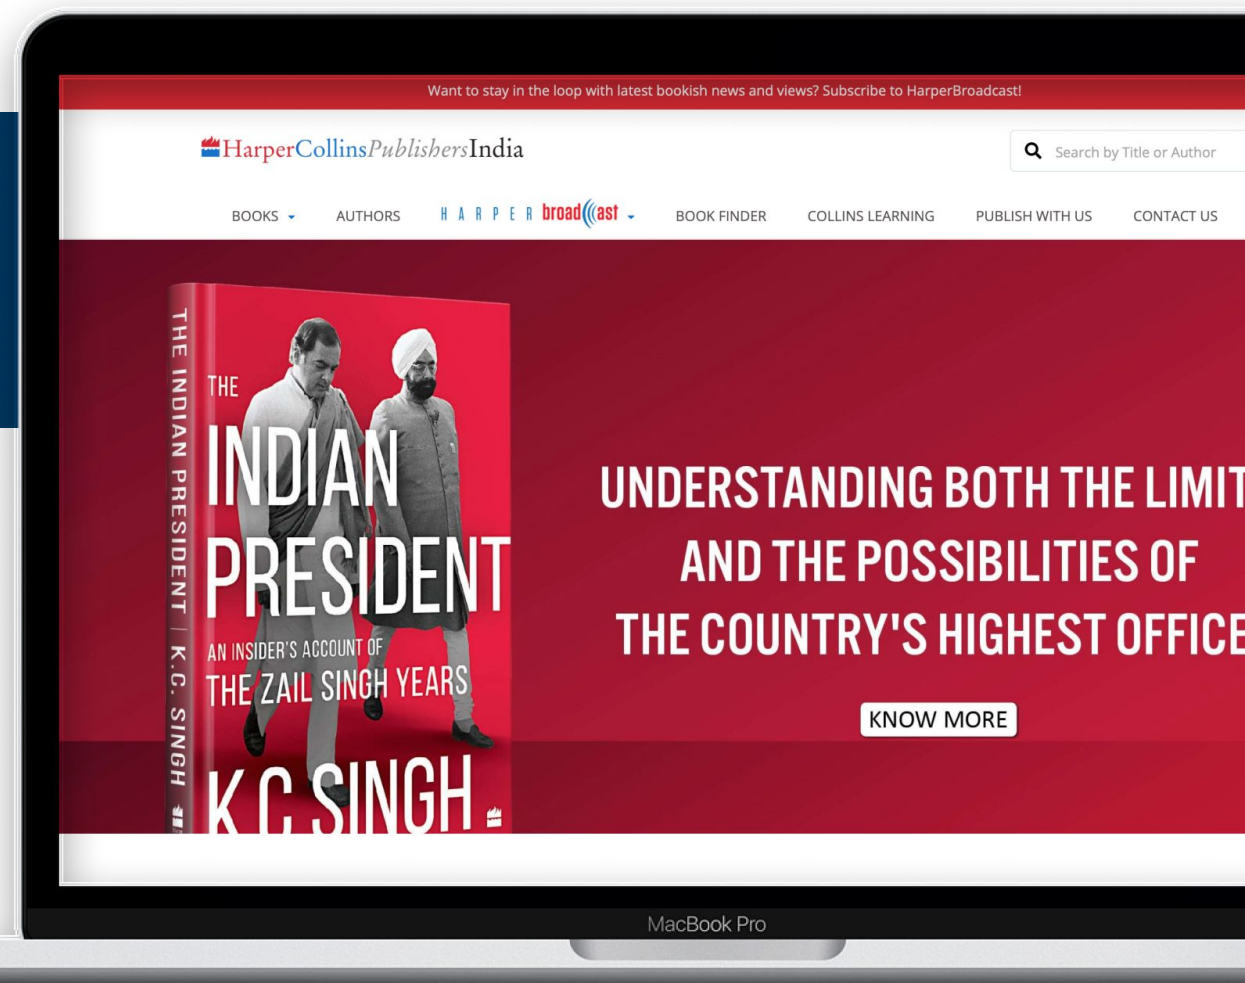 Want to stay in the loop with latest bookish news and views? Subscribe to HarperBroadcast!
HarperCollinsPublishersIndia
Search by Title or Author
BOOKS
AUTHORS
HARPER broadcast
BOOK FINDER
COLLINS LEARNING
PUBLISH WITH US
CONTACT US
THE INDIAN PRESIDENT | K.C. SINGH
THE
INDIAN
PRESIDENT
AN INSIDER'S ACCOUNT OF
THE ZAIL SINGH YEARS
K C SINGH
UNDERSTANDING BOTH THE LIMIT
AND THE POSSIBILITIES OF
THE COUNTRY'S HIGHEST OFFICE
KNOW MORE
MacBook Pro